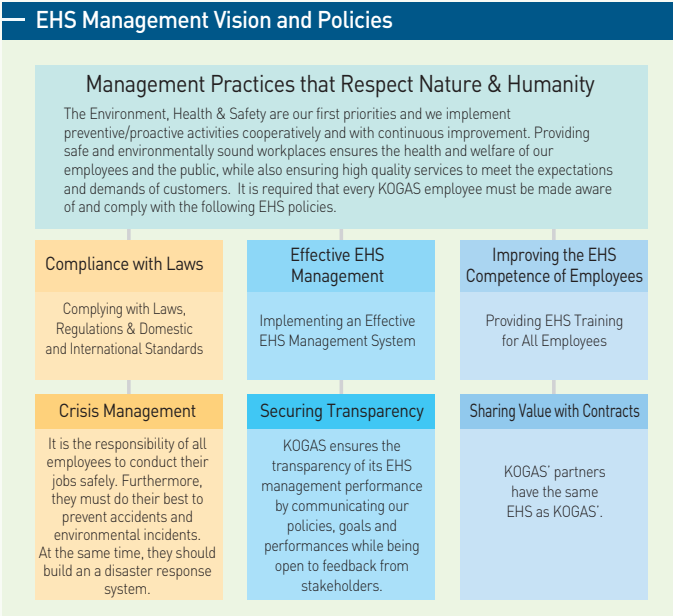 EHS Management Vision and Policies
Management Practices that Respect Nature & Humanity
The Environment, Health & Safety are our first priorities and we implement
preventive/proactive activities cooperatively and with continuous improvement. Providing
safe and environmentally sound workplaces ensures the health and welfare of our
employees and the public, while also ensuring high quality services to meet the expectations
and demands of customers. It is required that every KOGAS employee must be made aware
of and comply with the following EHS policies.
Compliance with Laws
Complying with Laws,
Regulations & Domestic
and International Standards
Effective EHS
Management
Implementing an Effective
EHS Management System
Improving the EHS
Competence of Employees
Providing EHS Training
for All Employees
Crisis Management
It is the responsibility of all
employees to conduct their
jobs safely. Furthermore,
they must do their best to
prevent accidents and
environmental incidents.
At the same time, they should
build an a disaster response
system.
Securing Transparency
KOGAS ensures the
transparency of its EHS
management performance
by communicating our
policies, goals and
performances while being
open to feedback from
stakeholders.
Sharing Value with Contracts
KOGAS’ partners
have the same
EHS as KOGAS’.